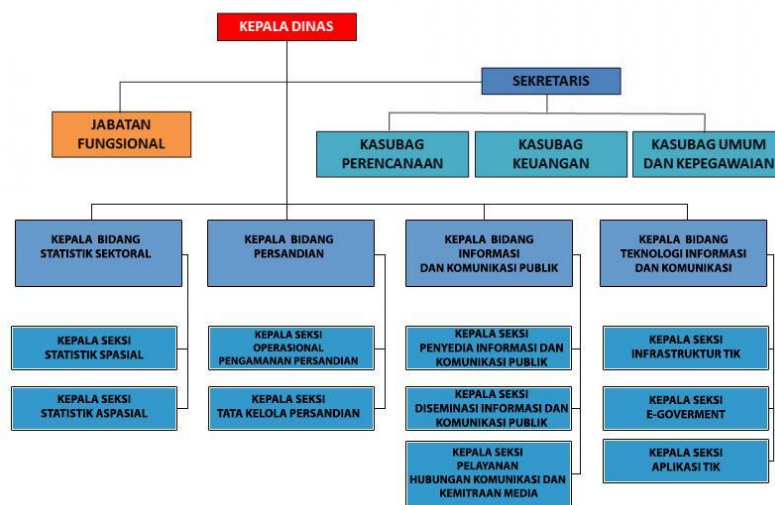 KEPALA DINAS
SEKRETARIS
JABATAN
FUNGSIONAL
KASUBAG
PERENCANAAN
KASUBAG
KEUANGAN
KASUBAG UMUM
DAN KEPEGAWAIAN
KEPALA BIDANG
STATISTIK SEKTORAL
KEPALA BIDANG
PERSANDIAN
KEPALA BIDANG
INFORMASI
DAN KOMUNIKASI PUBLIK
KEPALA BIDANG
TEKNOLOGI INFORMASI
DAN KOMUNIKASI
KEPALA SEKSI
STATISTIK SPASIAL
KEPALA SEKSI
OPERASIONAL
PENGAMANAN PERSANDIAN
KEPALA SEKSI
PENYEDIA INFORMASI DAN
KOMUNIKASI PUBLIK
KEPALA SEKSI
INFRASTRUKTUR TIK
KEPALA SEKSI
STATISTIK ASPASIAL
KEPALA SEKSI
TATA KELOLA PERSANDIAN
KEPALA SEKSI
DISEMINASI INFORMASI DAN
KOMUNIKASI PUBLIK
KEPALA SEKSI
E-GOVERMENT
KEPALA SEKSI
PELAYANAN
HUBUNGAN KOMUNIKASI DAN
KEMITRAAN MEDIA
KEPALA SEKSI
APLIKASI TIK